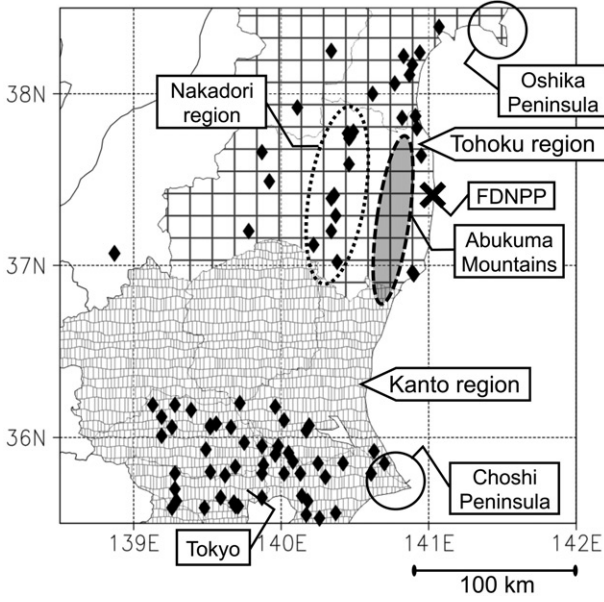 Nakadori
region
Oshika
Peninsula
38N
Tohoku region
FDNPP
Abukuma
Mountains
37N
Kanto region
36N
Choshi
Peninsula
Tokyo
139E
140E
141E
142E
100 km